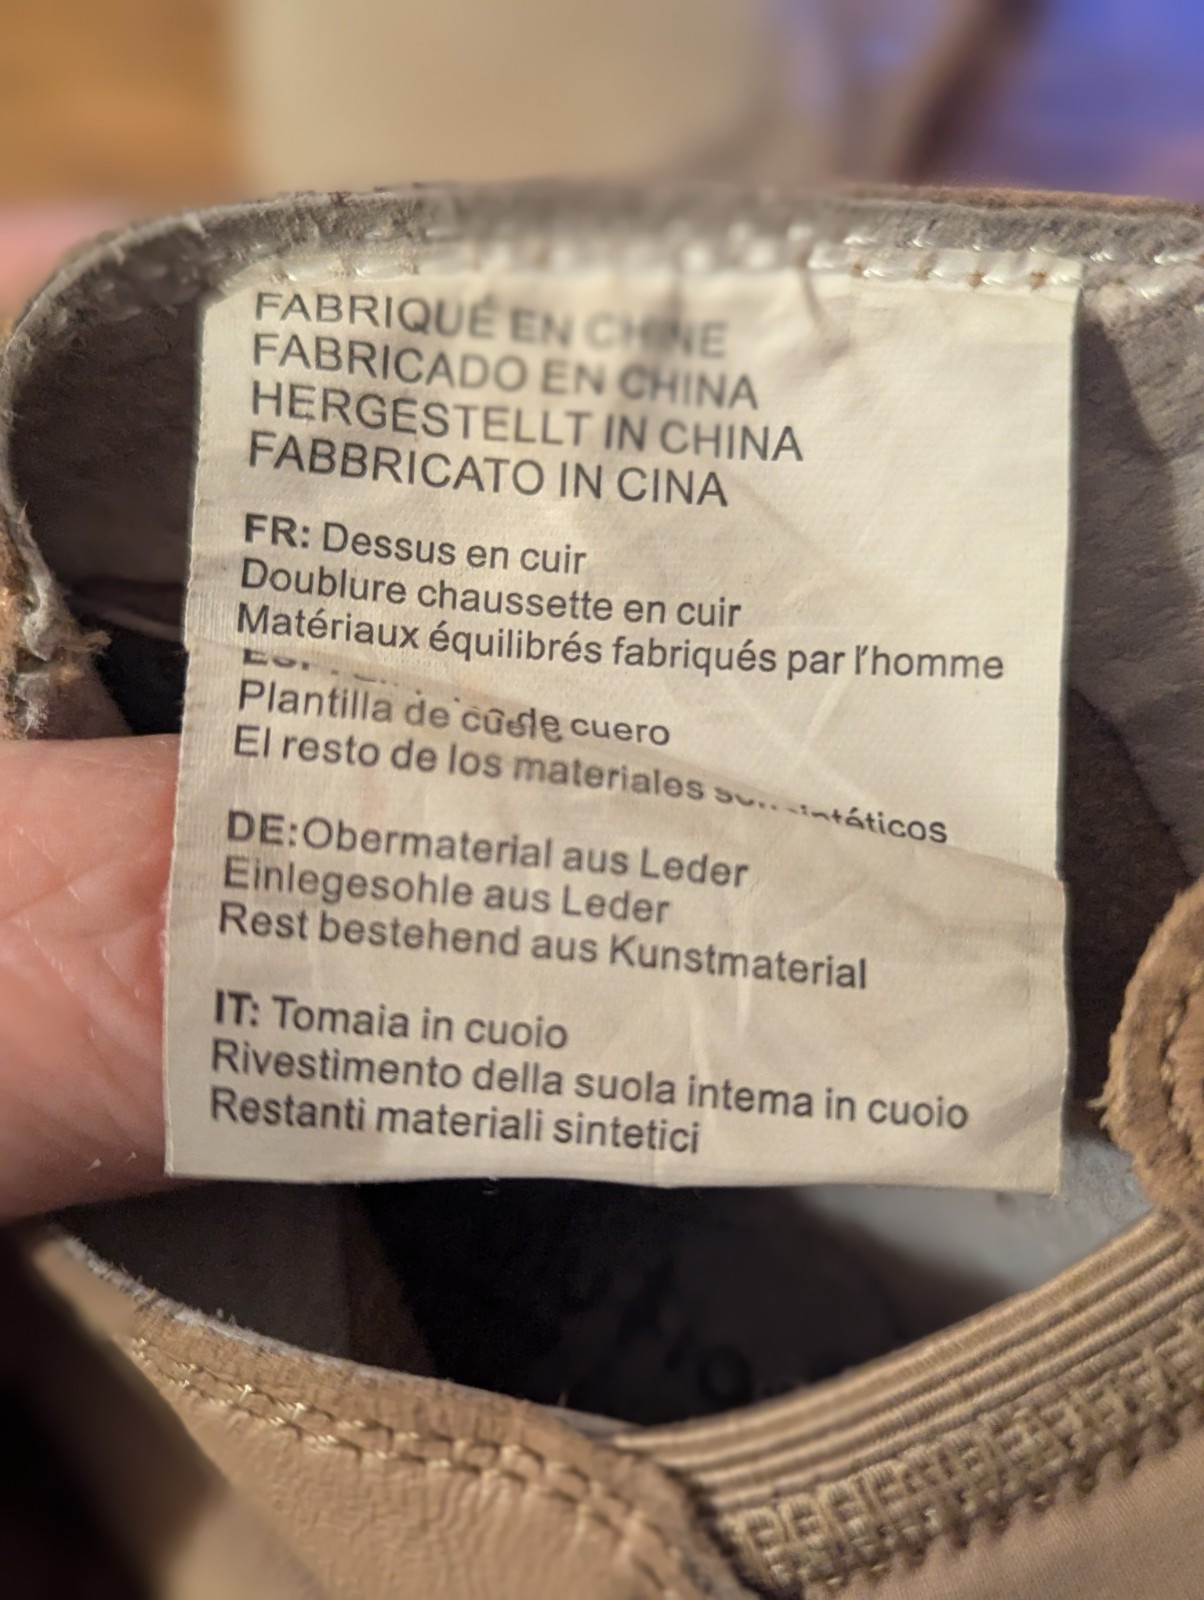 FABRIQUÉ EN CHINE
FABRICADO EN CHINA
HERGESTELLT IN CHINA
FABBRICATO IN CINA
FR: Dessus en cuir
Doublure chaussette en cuir
Matériaux équilibrés fabriqués par l'homme
Plantilla de cuero
El resto de los materiales sintéticos
DE:Obermaterial aus Leder
Einlegesohle aus Leder
Rest bestehend aus Kunstmaterial
IT: Tomaia in cuoio
Rivestimento della suola interna in cuoio
Restanti materiali sintetici